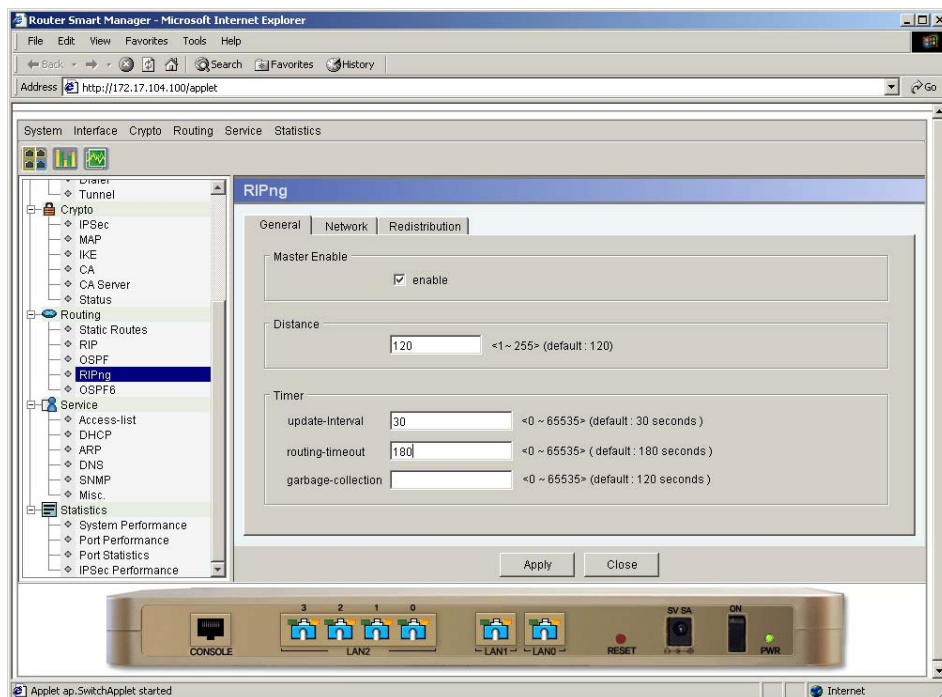 Router Smart Manager - Microsoft Internet Explorer
File Edit View Favorites Tools Help
Back Search Favorites History
Address http://172.17.104.100/applet Go
System Interface Crypto Routing Service Statistics
Dialer
Tunnel
Crypto
IPSec
MAP
IKE
CA
CA Server
Status
Routing
Static Routes
RIP
OSPF
RIPng
OSPF6
Service
Access-list
DHCP
ARP
DNS
SNMP
Misc.
Statistics
System Performance
Port Performance
Port Statistics
IPSec Performance
RIPng
General Network Redistribution
Master Enable
enable
Distance
120 <1~ 255> (default : 120)
Timer
update-Interval 30 <0 ~ 65535> (default : 30 seconds )
routing-timeout 180 <0 ~ 65535> ( default : 180 seconds )
garbage-collection <0 ~ 65535> (default : 120 seconds )
Apply Close
3 2 1 0 5V 5A ON
CONSOLE LAN2 LAN1 LAN0 RESET PWR
Applet ap.SwitchApplet started Internet